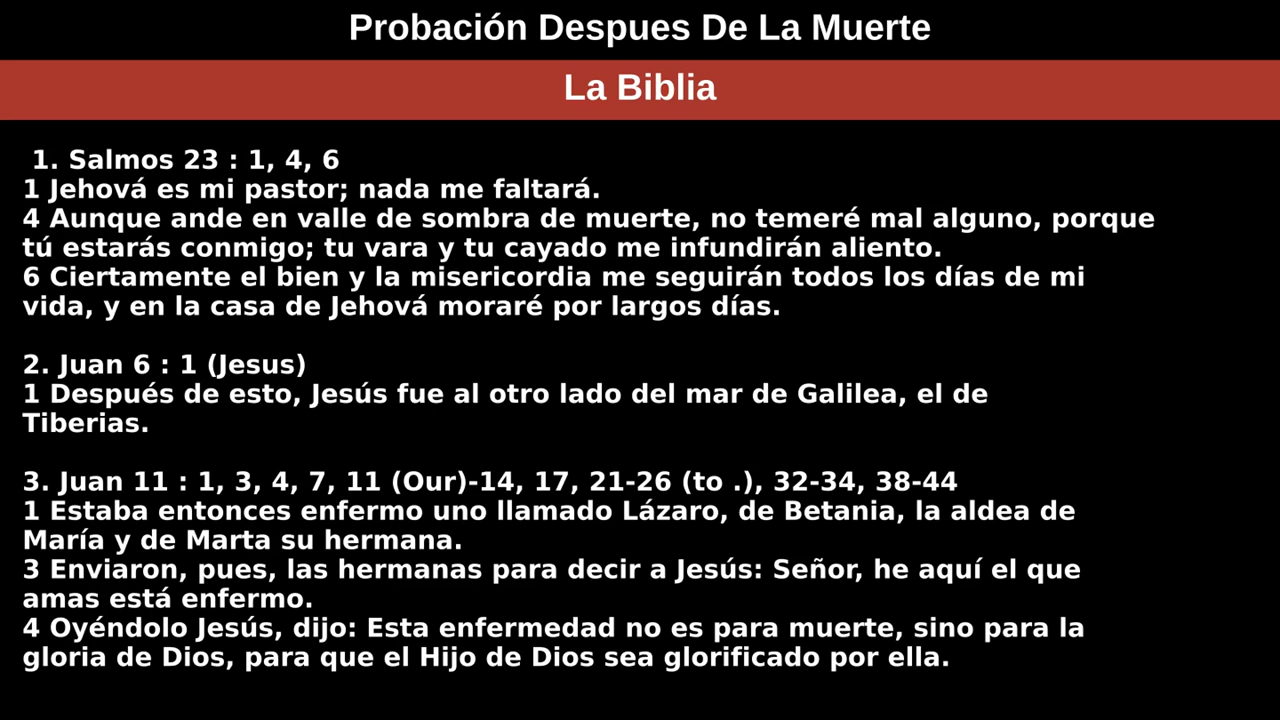 Probación Despues De La Muerte
La Biblia
1. Salmos 23 : 1, 4, 6
1 Jehová es mi pastor; nada me faltará.
4 Aunque ande en valle de sombra de muerte, no temeré mal alguno, porque
tú estarás conmigo; tu vara y tu cayado me infundirán aliento.
6 Ciertamente el bien y la misericordia me seguirán todos los días de mi
vida, y en la casa de Jehová moraré por largos días.
2. Juan 6 : 1 (Jesus)
1 Después de esto, Jesús fue al otro lado del mar de Galilea, el de
Tiberias.
3. Juan 11 : 1, 3, 4, 7, 11 (Our)-14, 17, 21-26 (to .), 32-34, 38-44
1 Estaba entonces enfermo uno llamado Lázaro, de Betania, la aldea de
María y de Marta su hermana.
3 Enviaron, pues, las hermanas para decir a Jesús: Señor, he aquí el que
amas está enfermo.
4 Oyéndolo Jesús, dijo: Esta enfermedad no es para muerte, sino para la
gloria de Dios, para que el Hijo de Dios sea glorificado por ella.